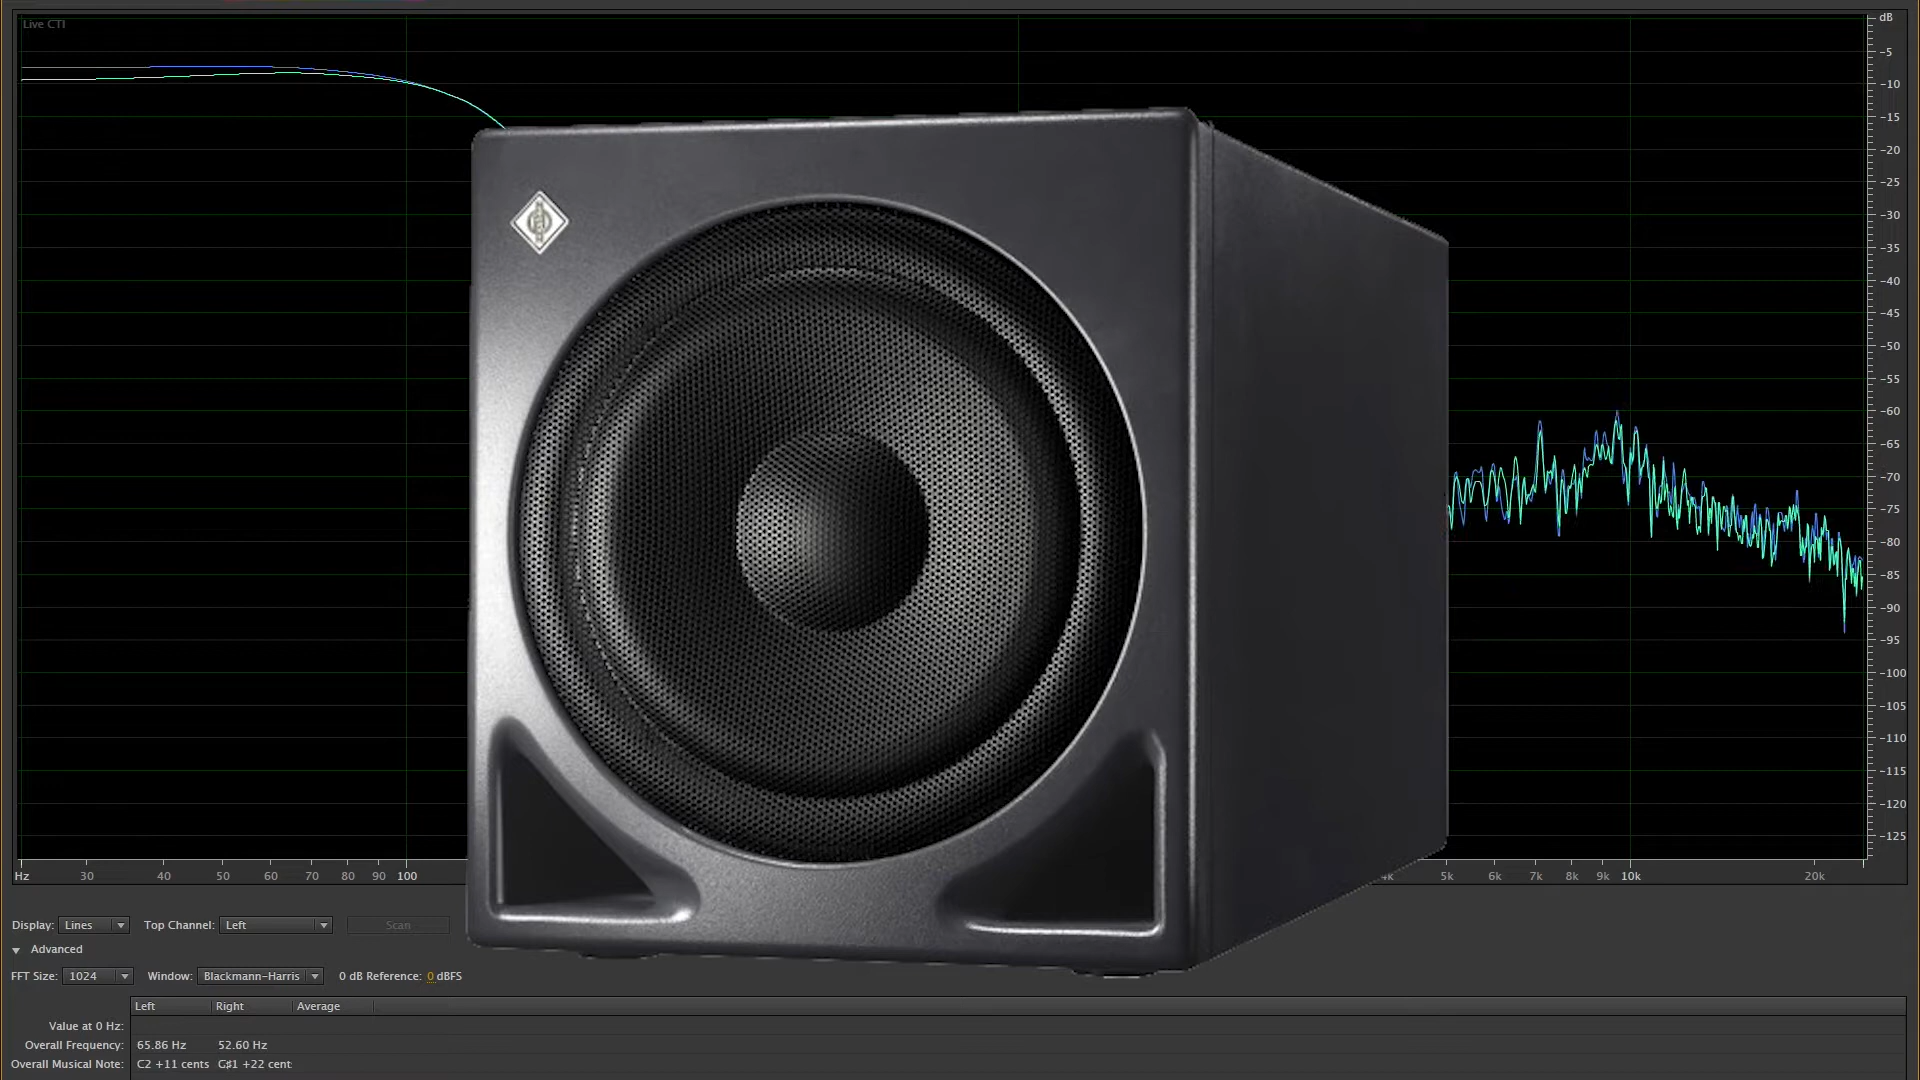 Live CTI
dB
-5
-10
-15
-20
-25
-30
-35
-40
-45
-50
-55
-60
-65
-70
-75
-80
-85
-90
-95
-100
-105
-110
-115
-120
-125
Hz 30 40 50 60 70 80 90 100 5k 6k 7k 8k 9k 10k 20k
Display: Lines Top Channel: Left Scan
Advanced
FFT Size: 1024 Window: Blackmann-Harris 0 dB Reference: 0 dBFS
Left Right Average
Value at 0 Hz:
Overall Frequency: 65.86 Hz 52.60 Hz
Overall Musical Note: C2 +11 cents G#1 +22 cent